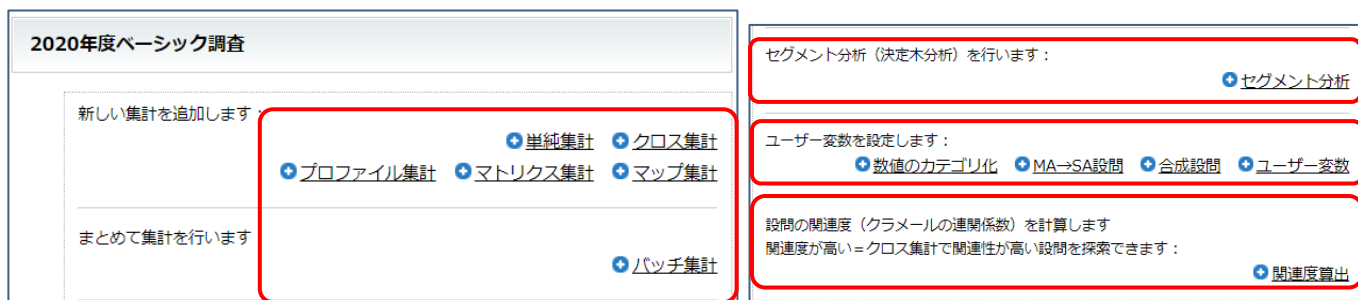 2020年度ベーシック調査
新しい集計を追加します：
単純集計 クロス集計
プロファイル集計 マトリクス集計 マップ集計
まとめて集計を行います
バッチ集計
セグメント分析（決定木分析）を行います：
セグメント分析
ユーザー変数を設定します：
数値のカテゴリ化 MA→SA設問 合成設問 ユーザー変数
設問の関連度（クラメールの連関係数）を計算します
関連度が高い＝クロス集計で関連性が高い設問を探索できます：
関連度算出